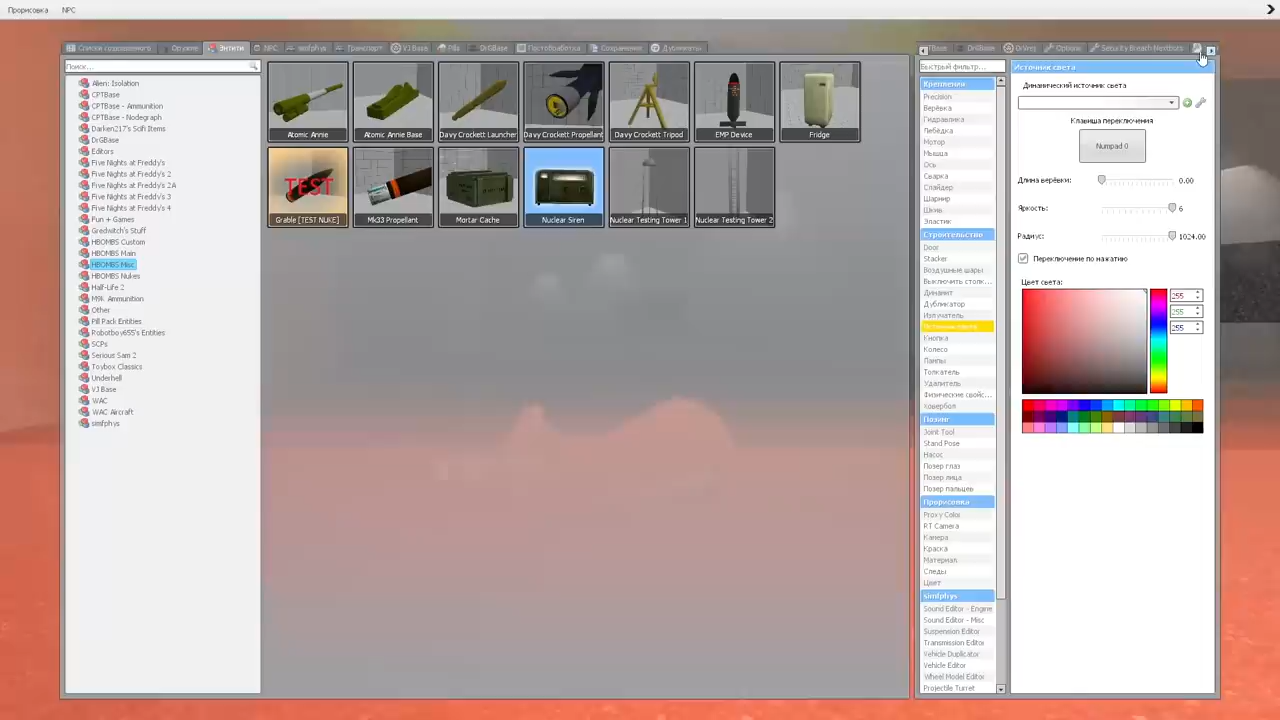 Прорисовка NPC
Списки содержимого Оружие Энтити NPC simfphys Транспорт VJ Base Pills DrGBase Постобработка Сохранения Дубликаты
Поиск...
Alien: Isolation
CPTBase
CPTBase - Ammunition
CPTBase - Nodegraph
Darken217's SciFi Items
DrGBase
Editors
Five Nights at Freddy's
Five Nights at Freddy's 2
Five Nights at Freddy's 2A
Five Nights at Freddy's 3
Five Nights at Freddy's 4
Fun + Games
Gredwitch's Stuff
HBOMBS Custom
HBOMBS Main
HBOMBS Misc
HBOMBS Nukes
Half-Life 2
M9k Ammunition
Other
Pill Pack Entities
Robotboy655's Entities
SCPs
Serious Sam 2
Toybox Classics
Underhell
VJ Base
WAC
WAC Aircraft
simfphys
Atomic Annie
Atomic Annie Base
Davy Crockett Launcher
Davy Crockett Propellant
Davy Crockett Tripod
EMP Device
Fridge
TEST
Grable [TEST NUKE]
Mk33 Propellant
Mortar Cache
Nuclear Siren
Nuclear Testing Tower 1
Nuclear Testing Tower 2
DrGBase DrVrej Options Security Breach Nextbots
Быстрый фильтр...
Крепления
Precision
Верёвка
Гидравлика
Лебёдка
Мотор
Мышца
Ось
Сварка
Слайдер
Шарнир
Шкив
Эластик
Строительство
Door
Stacker
Воздушные шары
Выключить столк...
Динамит
Дубликатор
Излучатель
Источник света
Кнопка
Колесо
Лампы
Толкатель
Удалитель
Физические свойс...
Ховербол
Позинг
Joint Tool
Stand Pose
Насос
Позер глаз
Позер лица
Позер пальцев
Прорисовка
Proxy Color
RT Camera
Камера
Краска
Материал
Следы
Цвет
simfphys
Sound Editor - Engine
Sound Editor - Misc
Suspension Editor
Transmission Editor
Vehicle Duplicator
Vehicle Editor
Wheel Model Editor
Projectile Turret
Источник света
Динамический источник света
Клавиша переключения
Numpad 0
Длина верёвки: 0.00
Яркость: 6
Радиус: 1024.00
Переключение по нажатию
Цвет света:
255
255
255